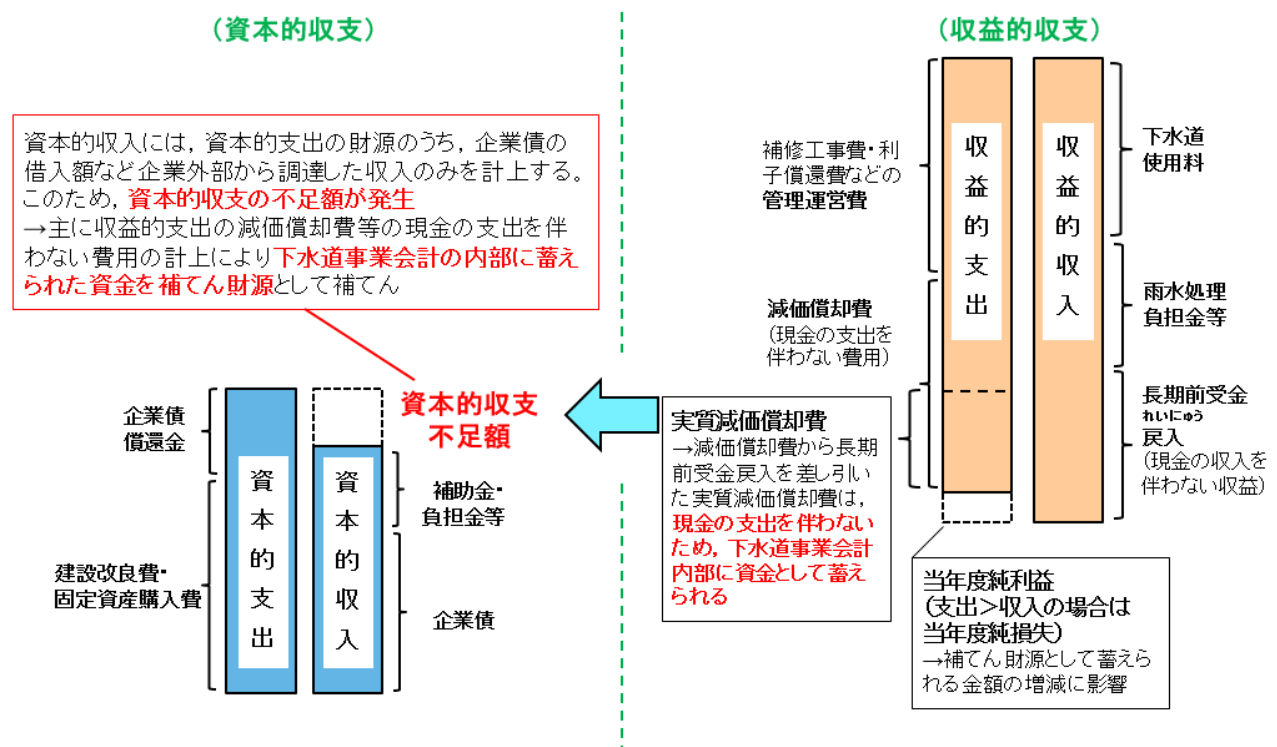 (資本的収支)
資本的収入には，資本的支出の財源のうち，企業債の
借入額など企業外部から調達した収入のみを計上する。
このため，資本的収支の不足額が発生
→主に収益的支出の減価償却費等の現金の支出を伴
わない費用の計上により下水道事業会計の内部に蓄え
られた資金を補てん財源として補てん
企業債
償還金
資本的支出
建設改良費・
固定資産購入費
資本的収入
資本的収支
不足額
補助金・
負担金等
企業債
(収益的収支)
補修工事費・利
子償還費などの
管理運営費
減価償却費
(現金の支出を
伴わない費用)
収益的支出
収益的収入
下水道
使用料
雨水処理
負担金等
長期前受金
れいにゅう
戻入
(現金の収入を
伴わない収益)
実質減価償却費
→減価償却費から長期
前受金戻入を差し引い
た実質減価償却費は，
現金の支出を伴わない
ため，下水道事業会計
内部に資金として蓄え
られる
当年度純利益
(支出＞収入の場合は
当年度純損失)
→補てん財源として蓄えら
れる金額の増減に影響